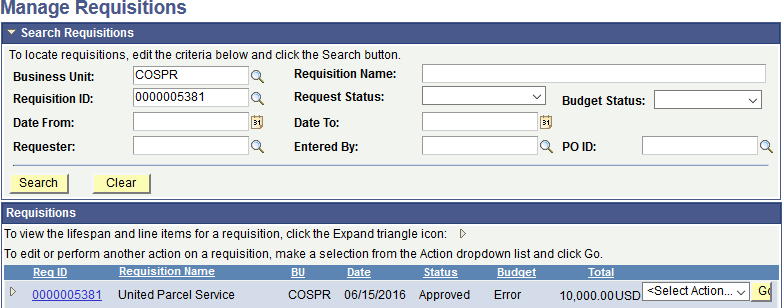 Manage Requisitions
Search Requisitions
To locate requisitions, edit the criteria below and click the Search button.
Business Unit: COSPR Requisition Name:
Requisition ID: 0000005381 Request Status: Budget Status:
Date From: 31 Date To: 31
Requester: Entered By: PO ID:
Search Clear
Requisitions
To view the lifespan and line items for a requisition, click the Expand triangle icon:
To edit or perform another action on a requisition, make a selection from the Action dropdown list and click Go.
Req ID Requisition Name BU Date Status Budget Total
0000005381 United Parcel Service COSPR 06/15/2016 Approved Error 10,000.00USD <Select Action... Go